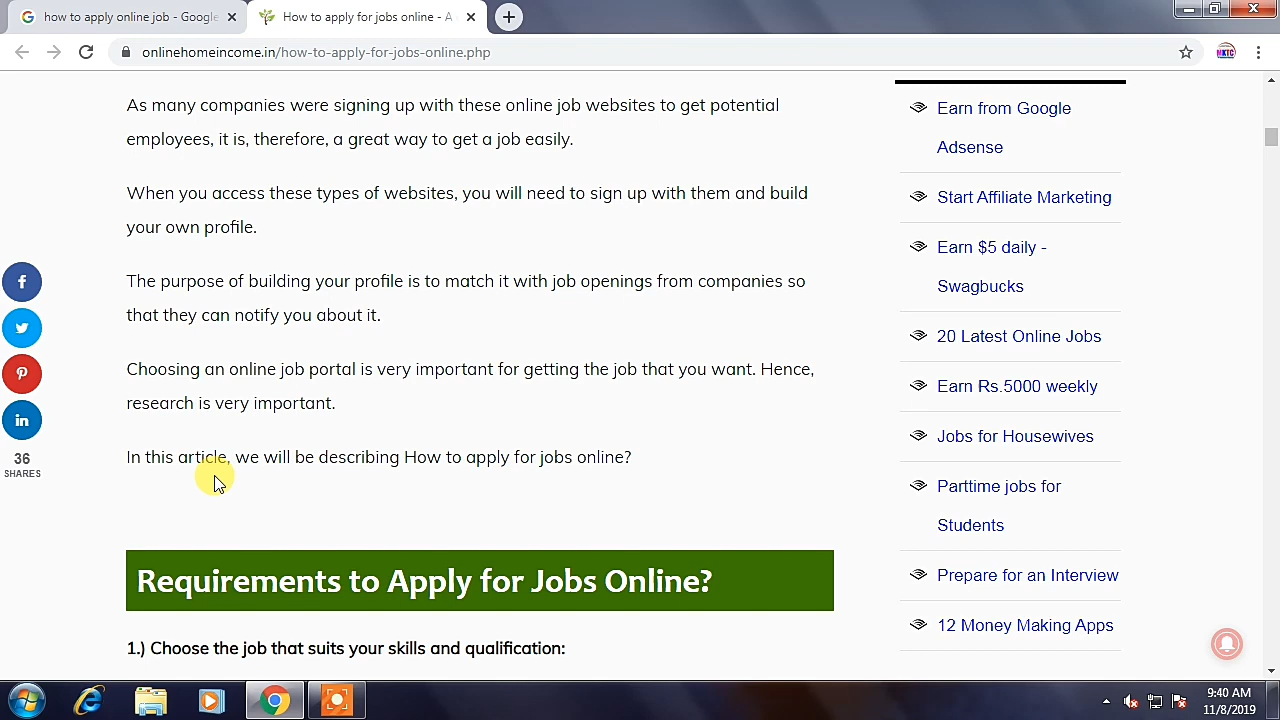 how to apply online job - Google
How to apply for jobs online - A
onlinehomeincome.in/how-to-apply-for-jobs-online.php
MKTC
As many companies were signing up with these online job websites to get potential
employees, it is, therefore, a great way to get a job easily.
When you access these types of websites, you will need to sign up with them and build
your own profile.
The purpose of building your profile is to match it with job openings from companies so
that they can notify you about it.
Choosing an online job portal is very important for getting the job that you want. Hence,
research is very important.
In this article, we will be describing How to apply for jobs online?
Requirements to Apply for Jobs Online?
1.) Choose the job that suits your skills and qualification:
36
SHARES
Earn from Google
Adsense
Start Affiliate Marketing
Earn $5 daily -
Swagbucks
20 Latest Online Jobs
Earn Rs.5000 weekly
Jobs for Housewives
Parttime jobs for
Students
Prepare for an Interview
12 Money Making Apps
9:40 AM
11/8/2019